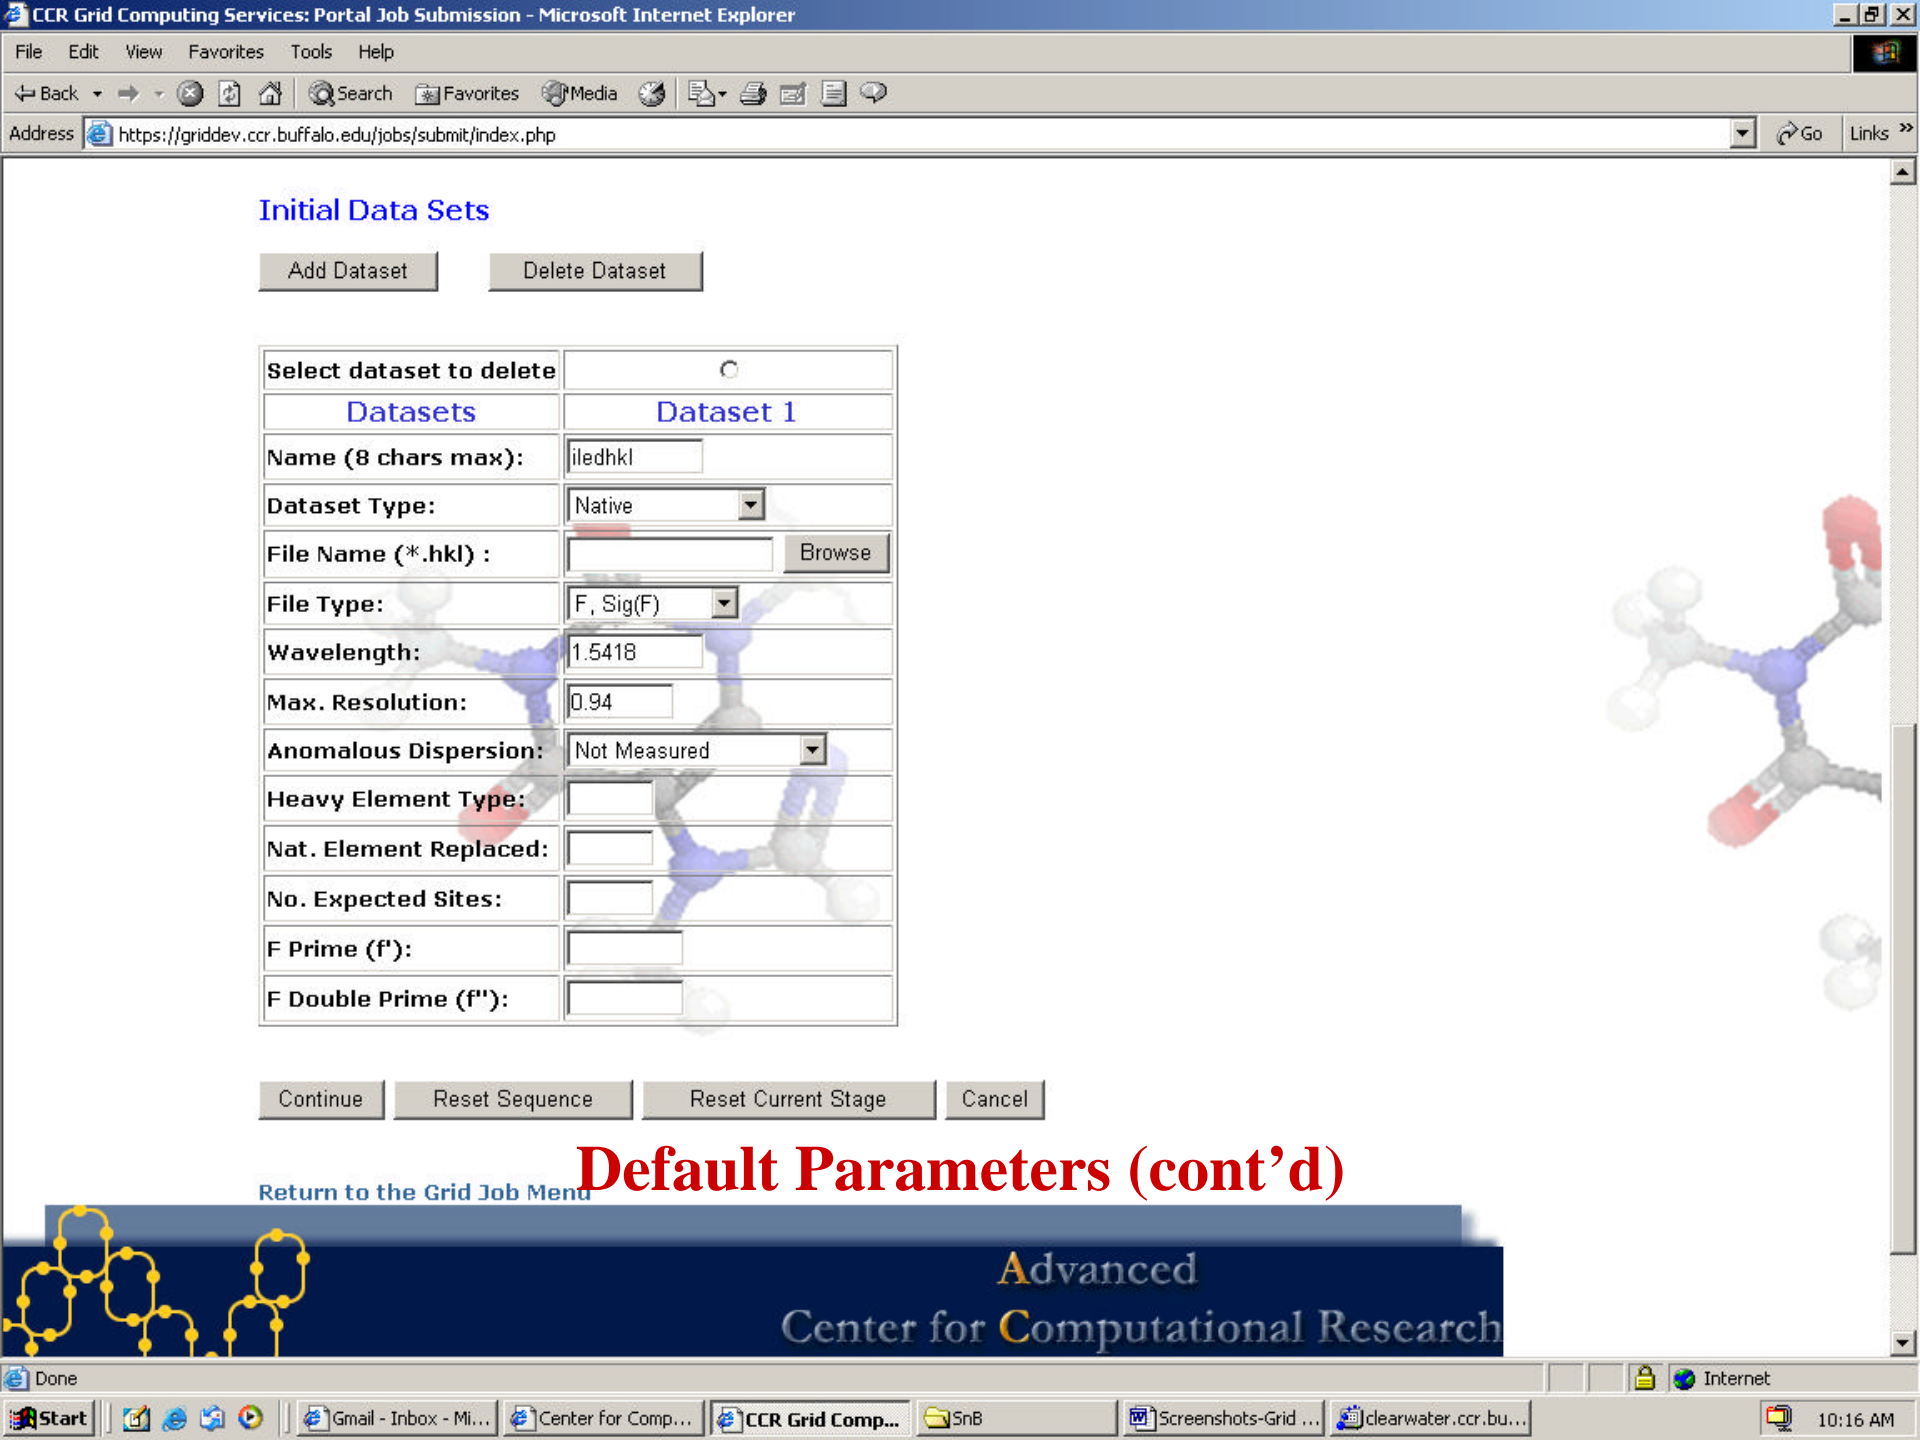 CCR Grid Computing Services: Portal Job Submission - Microsoft Internet Explorer
File Edit View Favorites Tools Help
Back Search Favorites Media
Address https://griddev.ccr.buffalo.edu/jobs/submit/index.php Go Links »
Initial Data Sets
Add Dataset Delete Dataset
Select dataset to delete
Datasets Dataset 1
Name (8 chars max): iledhkl
Dataset Type: Native
File Name (*.hkl) : Browse
File Type: F, Sig(F)
Wavelength: 1.5418
Max. Resolution: 0.94
Anomalous Dispersion: Not Measured
Heavy Element Type:
Nat. Element Replaced:
No. Expected Sites:
F Prime (f'):
F Double Prime (f''):
Continue Reset Sequence Reset Current Stage Cancel
Default Parameters (cont’d)
Return to the Grid Job Menu
Advanced
Center for Computational Research
Done Internet
Start Gmail - Inbox - Mi... Center for Comp... CCR Grid Comp... SnB Screenshots-Grid ... clearwater.ccr.bu... 10:16 AM